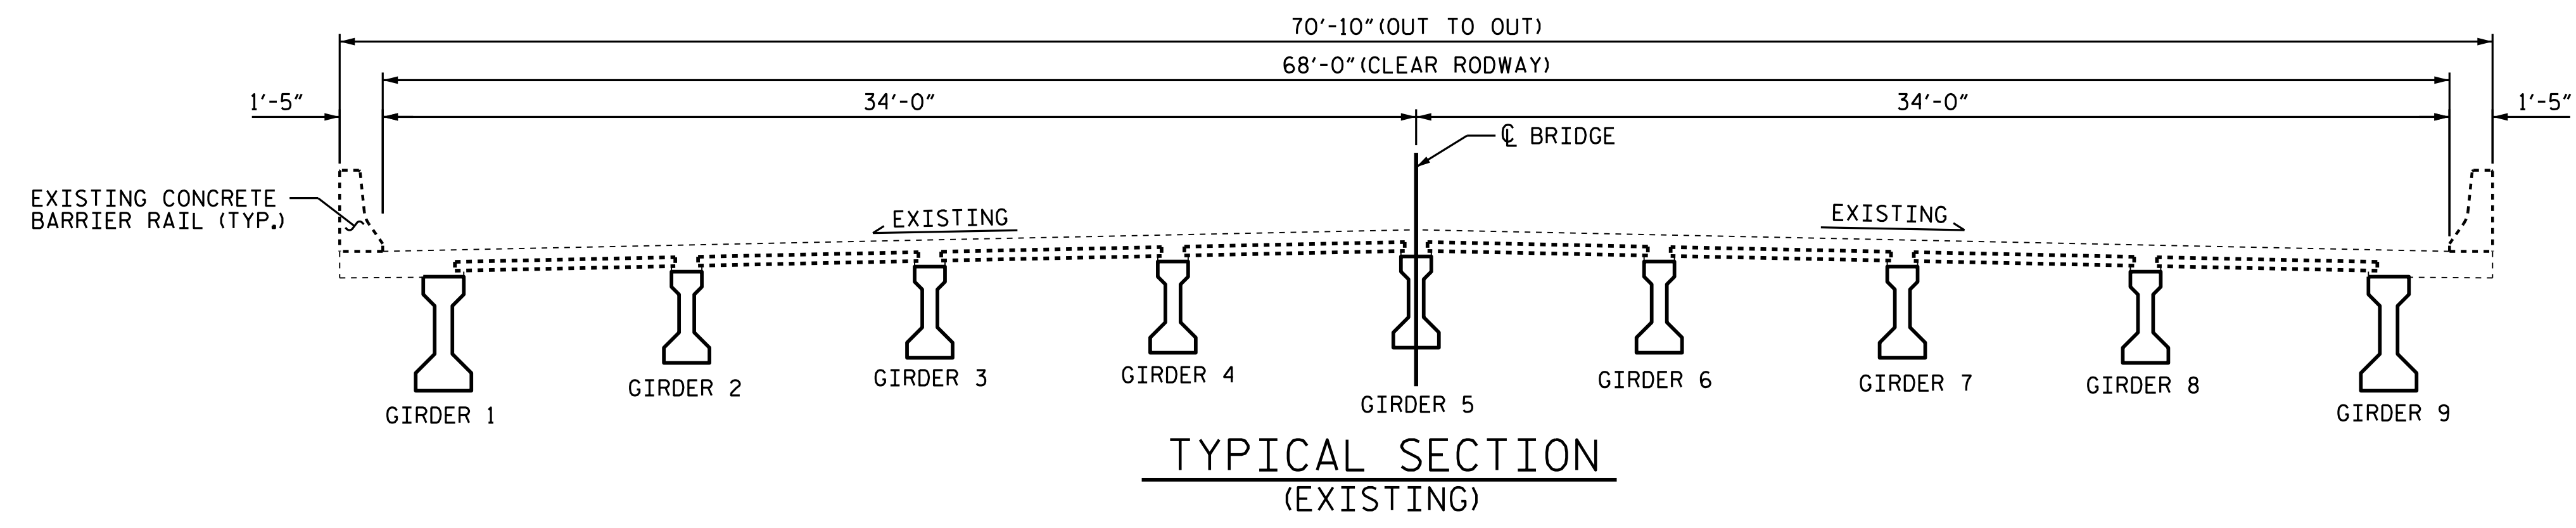 70'-10" (OUT TO OUT)
68'-0" (CLEAR RODWAY)
1'-5"
34'-0"
34'-0"
1'-5"
℄ BRIDGE
EXISTING CONCRETE
BARRIER RAIL (TYP.)
EXISTING
EXISTING
GIRDER 1
GIRDER 2
GIRDER 3
GIRDER 4
GIRDER 5
GIRDER 6
GIRDER 7
GIRDER 8
GIRDER 9
TYPICAL SECTION
(EXISTING)